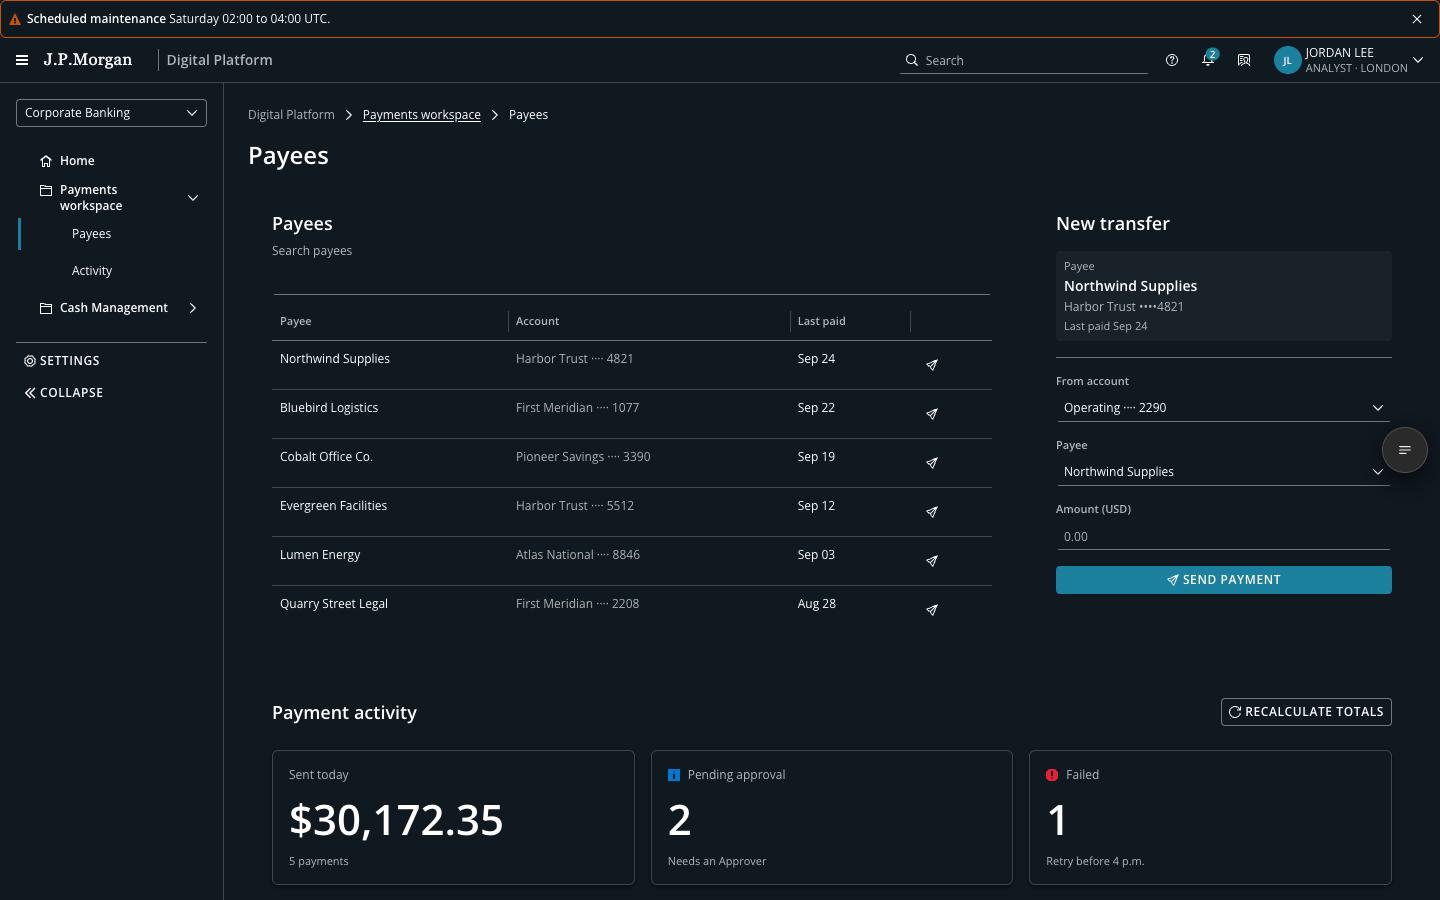 Scheduled maintenance Saturday 02:00 to 04:00 UTC.
J.P.Morgan
Digital Platform
Search
2
JL
JORDAN LEE
ANALYST · LONDON
Corporate Banking
Home
Payments
workspace
Payees
Activity
Cash Management
SETTINGS
COLLAPSE
Digital Platform
Payments workspace
Payees
Payees
Payees
Search payees
Payee Account Last paid
Northwind Supplies Harbor Trust ···· 4821 Sep 24
Bluebird Logistics First Meridian ···· 1077 Sep 22
Cobalt Office Co. Pioneer Savings ···· 3390 Sep 19
Evergreen Facilities Harbor Trust ···· 5512 Sep 12
Lumen Energy Atlas National ···· 8846 Sep 03
Quarry Street Legal First Meridian ···· 2208 Aug 28
New transfer
Payee
Northwind Supplies
Harbor Trust ••••4821
Last paid Sep 24
From account
Operating ···· 2290
Payee
Northwind Supplies
Amount (USD)
0.00
SEND PAYMENT
Payment activity
RECALCULATE TOTALS
Sent today
$30,172.35
5 payments
Pending approval
2
Needs an Approver
Failed
1
Retry before 4 p.m.